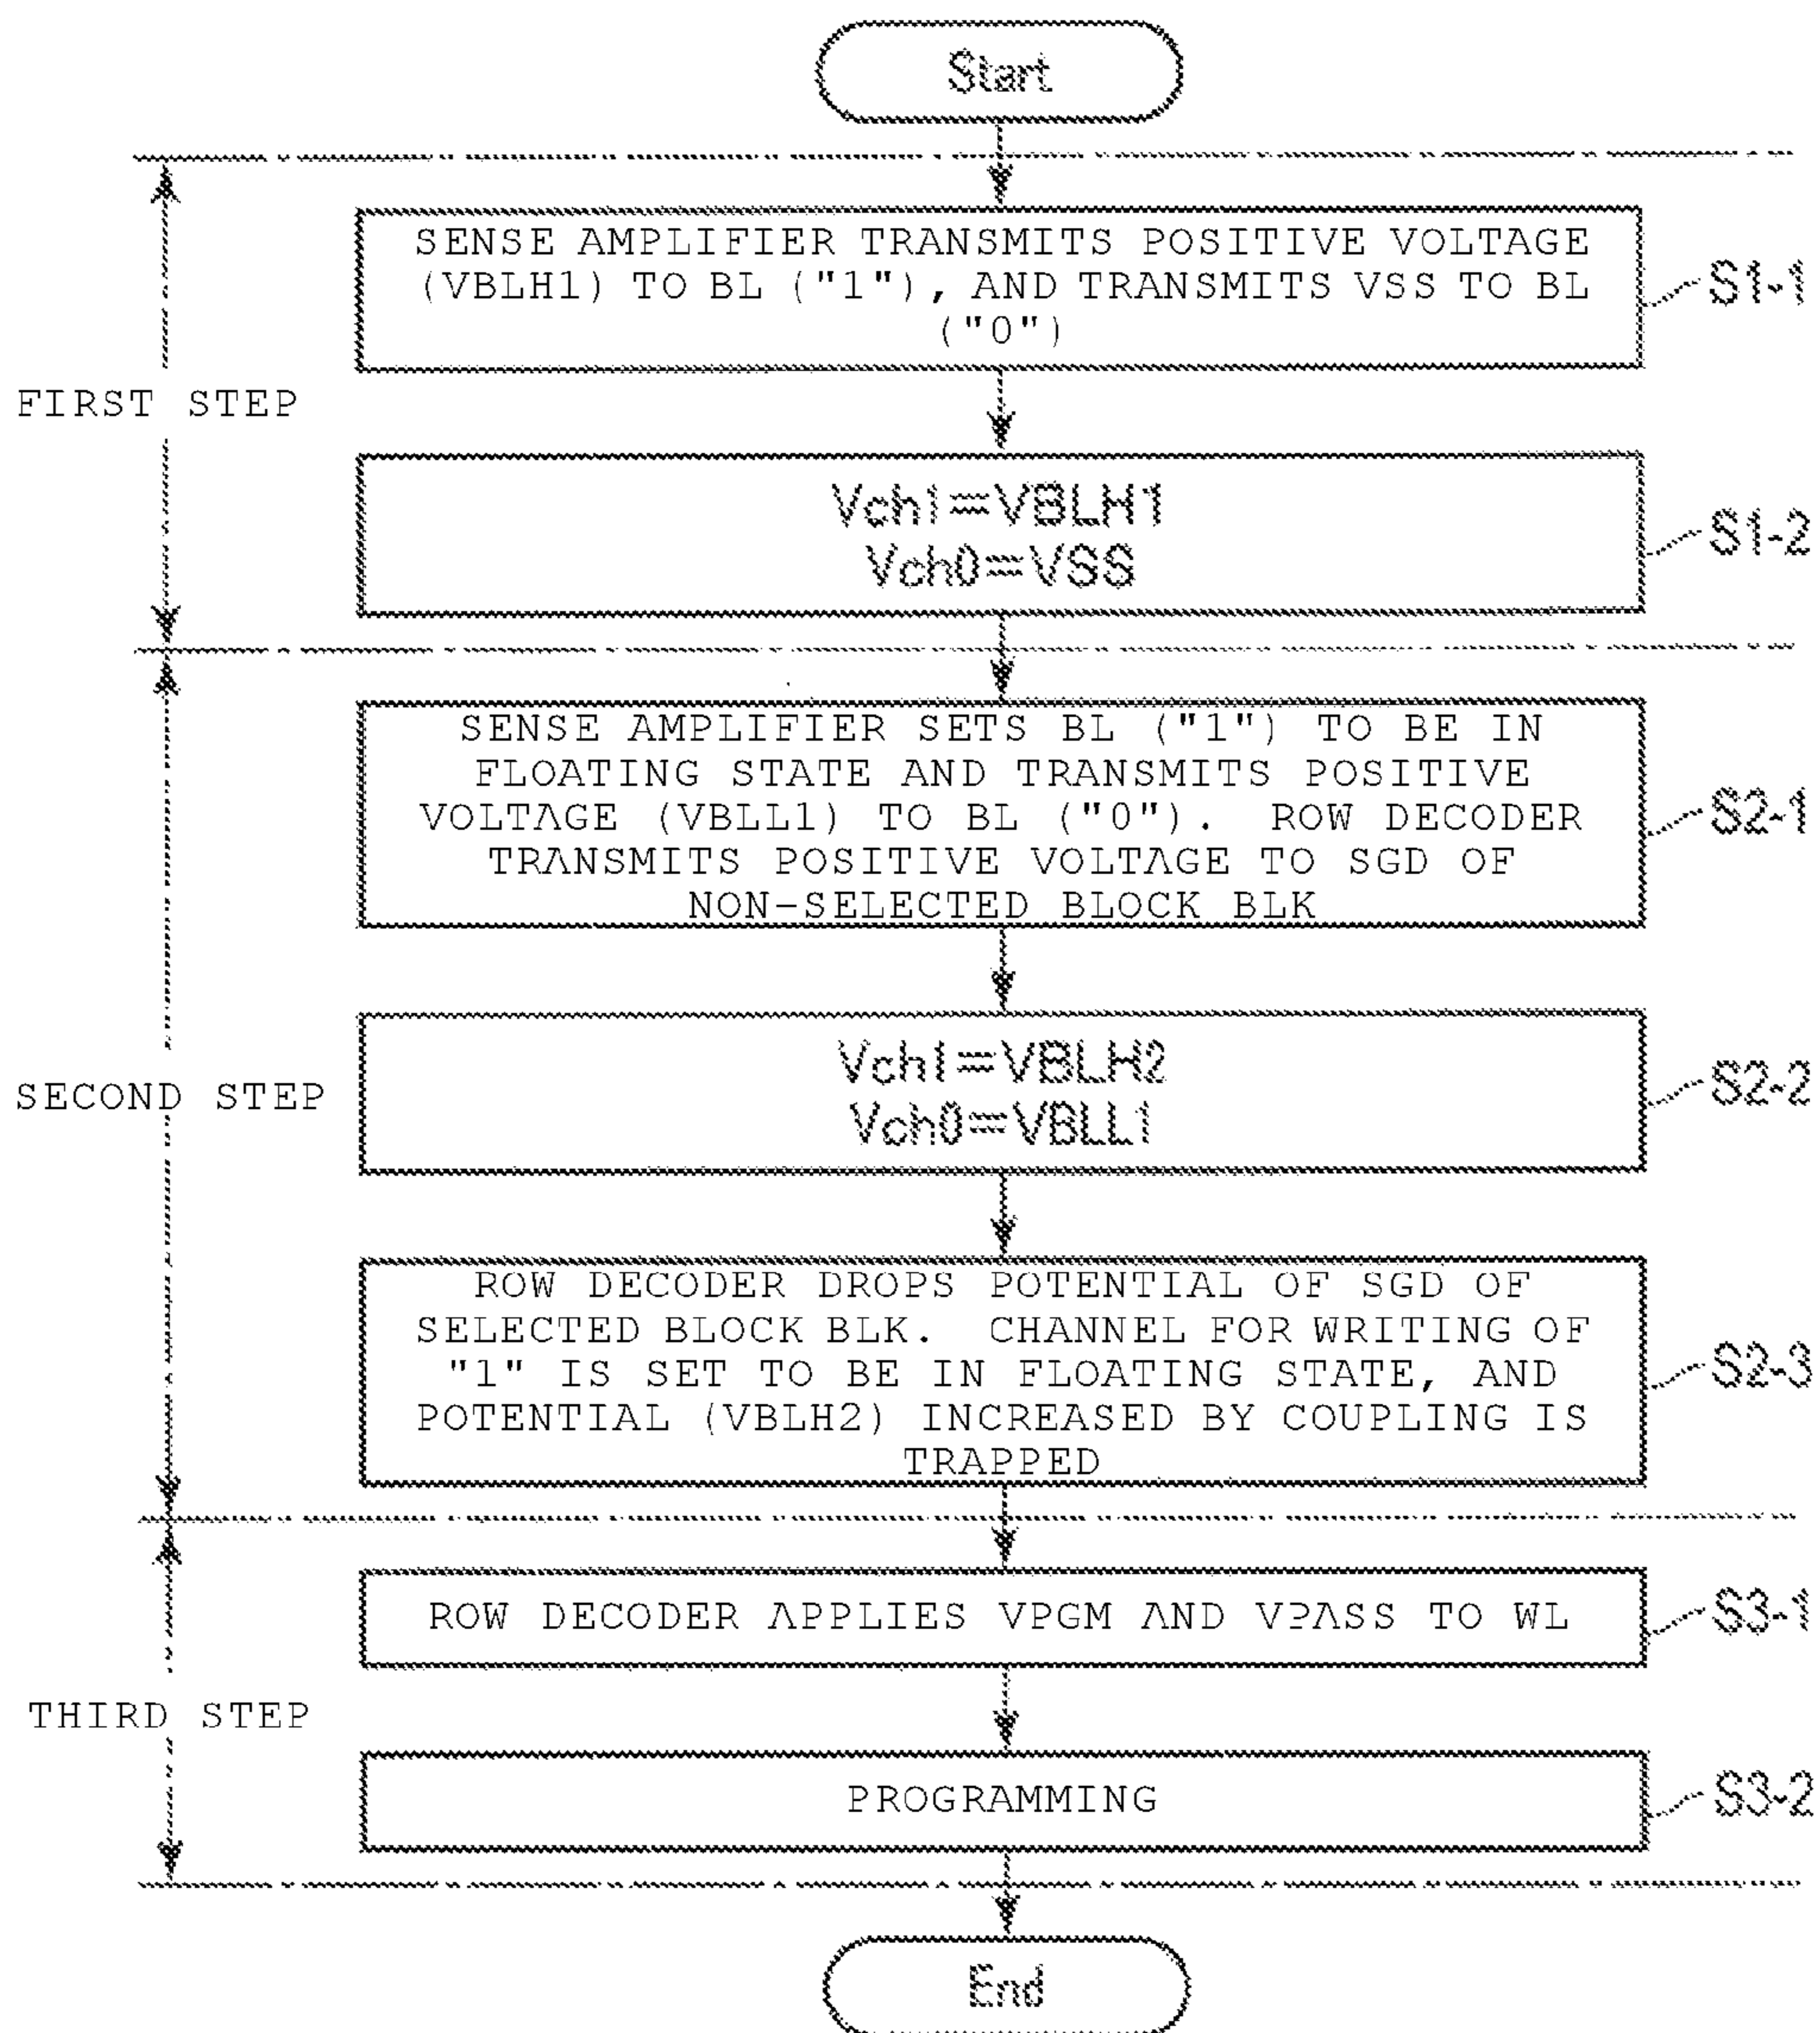 Start
SENSE AMPLIFIER TRANSMITS POSITIVE VOLTAGE
(VBLH1) TO BL ("1"), AND TRANSMITS VSS TO BL
("0")
S1-1
FIRST STEP
Vch1=VBLH1
Vch0=VSS
S1-2
SENSE AMPLIFIER SETS BL ("1") TO BE IN
FLOATING STATE AND TRANSMITS POSITIVE
VOLTAGE (VBLL1) TO BL ("0"). ROW DECODER
TRANSMITS POSITIVE VOLTAGE TO SGD OF
NON-SELECTED BLOCK BLK
S2-1
SECOND STEP
Vch1=VBLH2
Vch0=VBLL1
S2-2
ROW DECODER DROPS POTENTIAL OF SGD OF
SELECTED BLOCK BLK. CHANNEL FOR WRITING OF
"1" IS SET TO BE IN FLOATING STATE, AND
POTENTIAL (VBLH2) INCREASED BY COUPLING IS
TRAPPED
S2-3
ROW DECODER APPLIES VPGM AND VPASS TO WL
S3-1
THIRD STEP
PROGRAMMING
S3-2
End